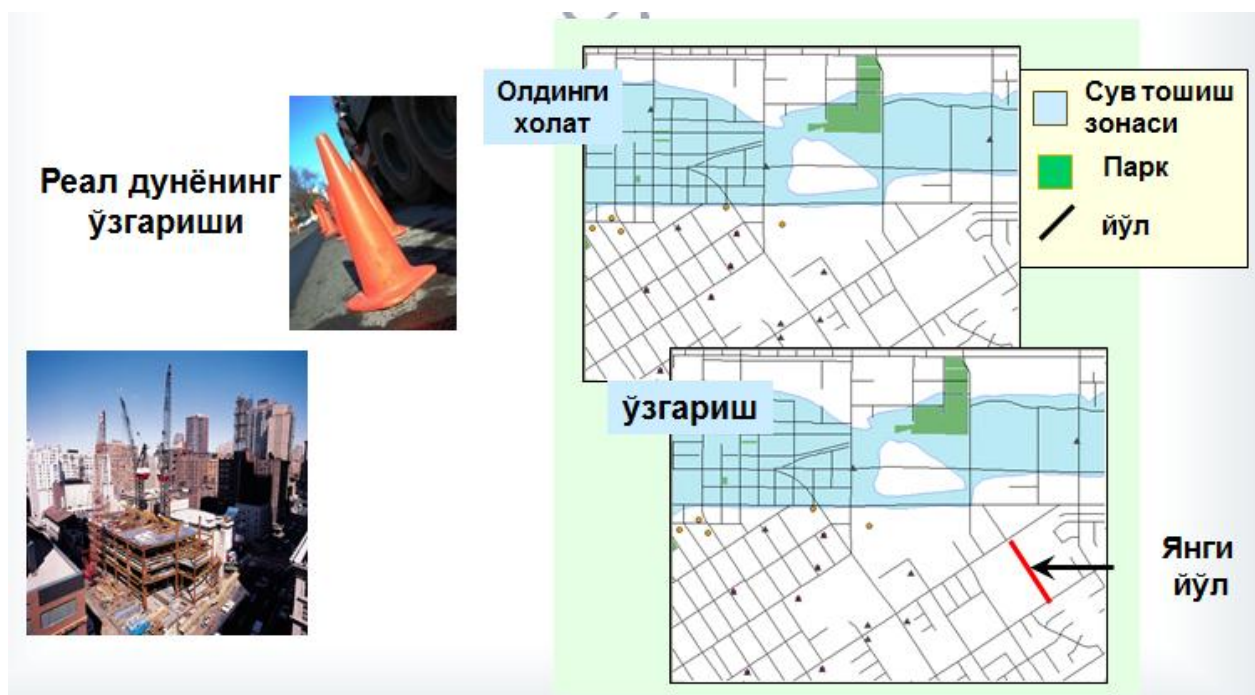 Реал дунёнинг
ўзгариши
Олдинги
холат
Сув тошиш
зонаси
Парк
йўл
ўзгариш
Янги
йўл